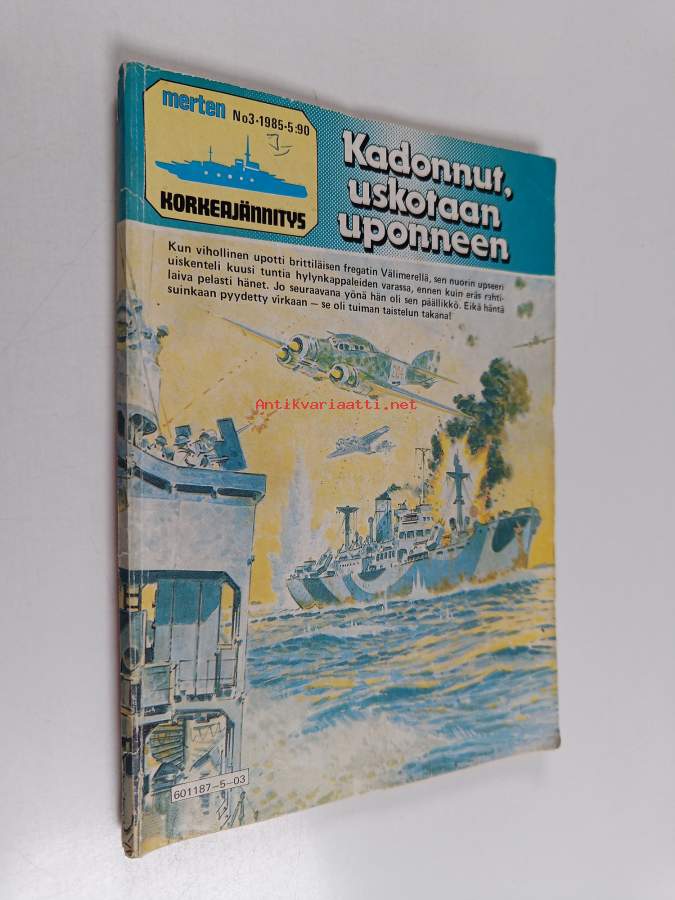 merten
No3-1985-5:90
KORKEAJÄNNITYS
Kadonnut,
uskotaan
uponneen
Kun vihollinen upotti brittiläisen fregatin Välimerellä, sen nuorin upseeri
uiskenteli kuusi tuntia hylynkappaleiden varassa, ennen kuin eräs rahti-
laiva pelasti hänet. Jo seuraavana yönä hän oli sen päällikkö. Eikä häntä
suinkaan pyydetty virkaan — se oli tuiman taistelun takana!
Antikvariaatti.net
601187-5-03